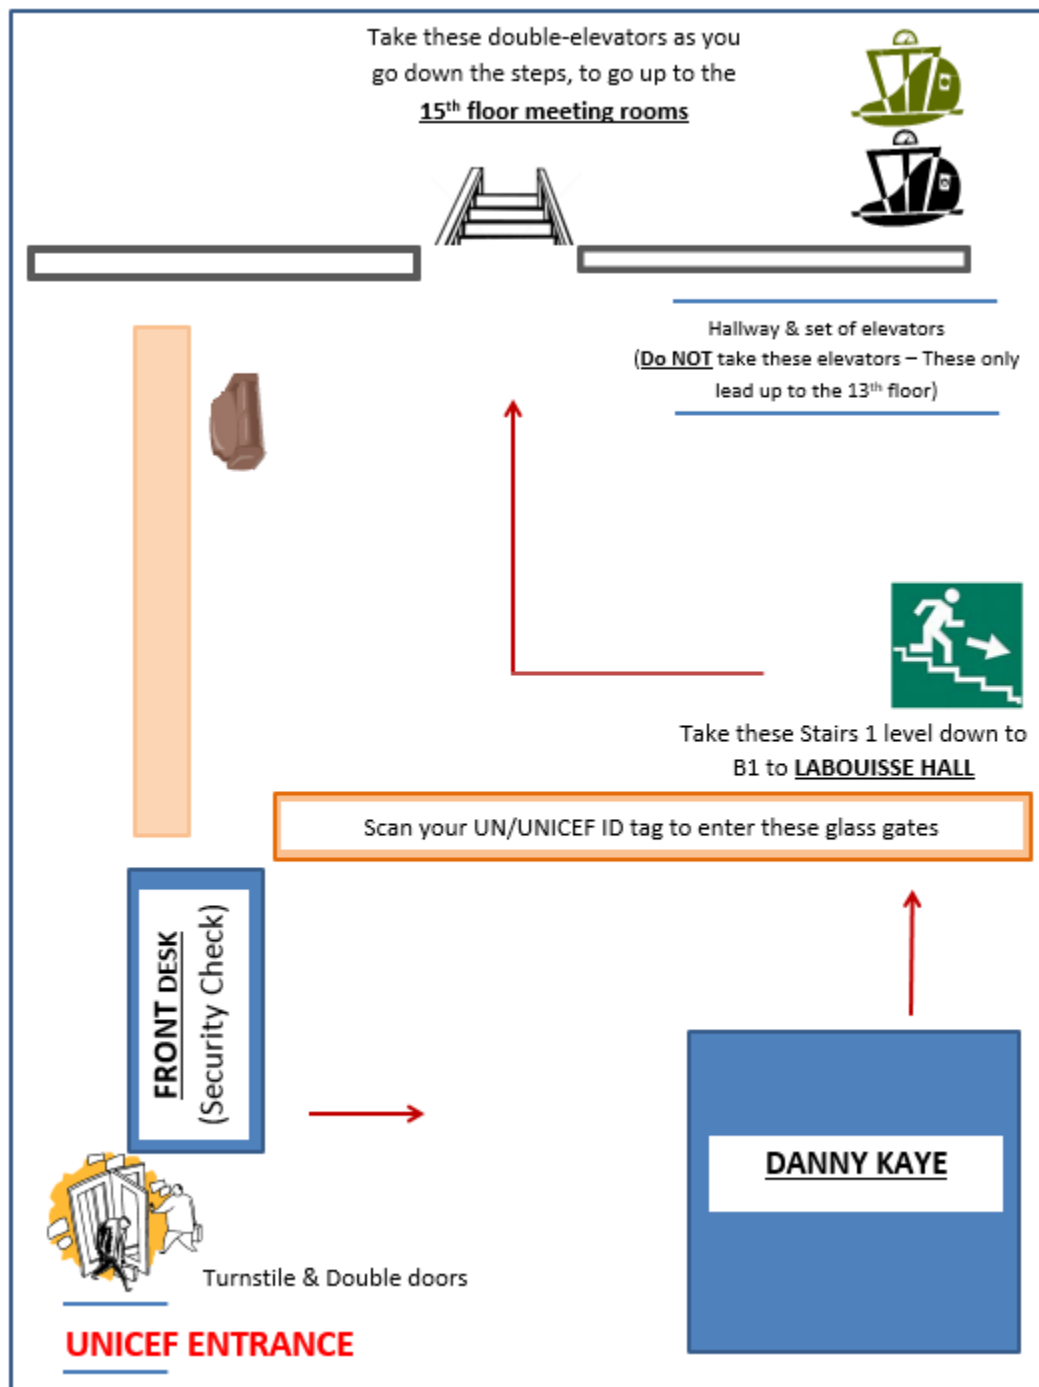 Take these double-elevators as you
go down the steps, to go up to the
15th floor meeting rooms
Hallway & set of elevators
(Do NOT take these elevators – These only
lead up to the 13th floor)
Take these Stairs 1 level down to
B1 to LABOUISSE HALL
Scan your UN/UNICEF ID tag to enter these glass gates
FRONT DESK
(Security Check)
DANNY KAYE
Turnstile & Double doors
UNICEF ENTRANCE